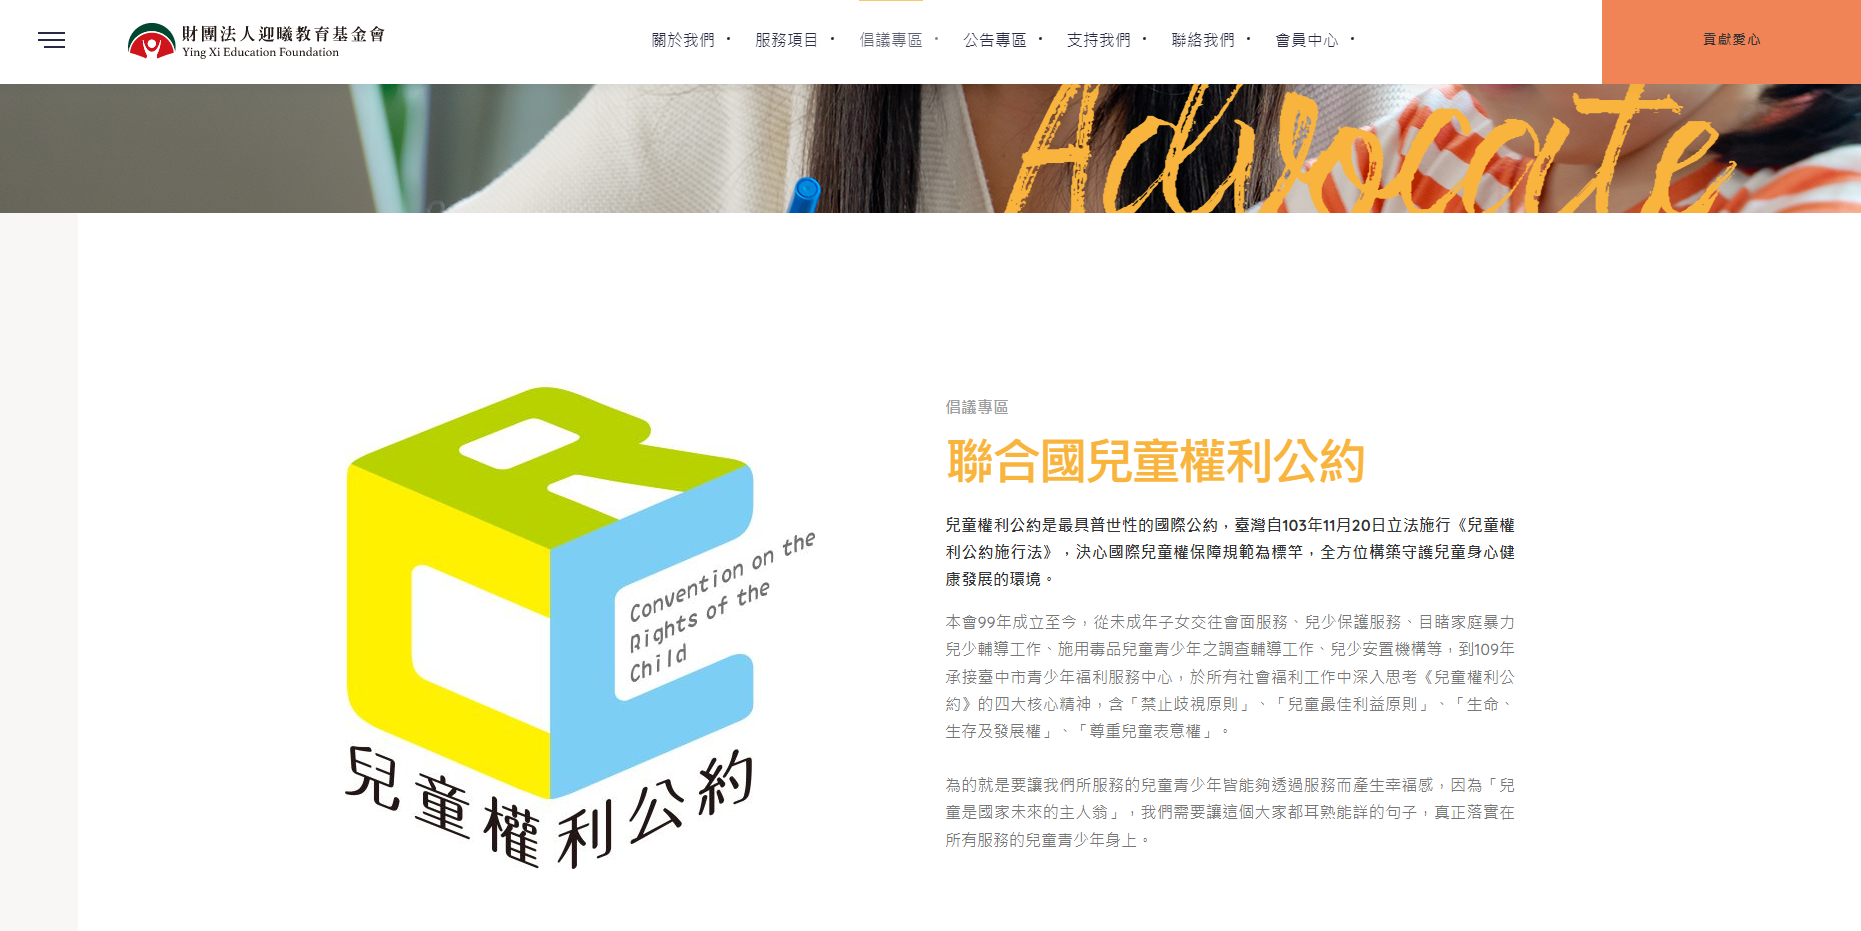 財團法人迎曦教育基金會
Ying Xi Education Foundation
關於我們
服務項目
倡議專區
公告專區
支持我們
聯絡我們
會員中心
貢獻愛心
Advocate
Convention on the
Rights of the
Child
兒童權利公約
倡議專區
聯合國兒童權利公約
兒童權利公約是最具普世性的國際公約，臺灣自103年11月20日立法施行《兒童權
利公約施行法》，決心國際兒童權保障規範為標竿，全方位構築守護兒童身心健
康發展的環境。
本會99年成立至今，從未成年子女交往會面服務、兒少保護服務、目睹家庭暴力
兒少輔導工作、施用毒品兒童青少年之調查輔導工作、兒少安置機構等，到109年
承接臺中市青少年福利服務中心，於所有社會福利工作中深入思考《兒童權利公
約》的四大核心精神，含「禁止歧視原則」、「兒童最佳利益原則」、「生命、
生存及發展權」、「尊重兒童表意權」。
為的就是要讓我們所服務的兒童青少年皆能夠透過服務而產生幸福感，因為「兒
童是國家未來的主人翁」，我們需要讓這個大家都耳熟能詳的句子，真正落實在
所有服務的兒童青少年身上。